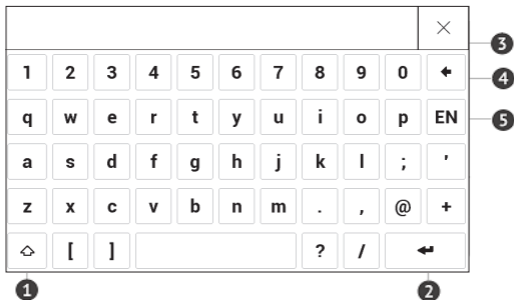 3
1 2 3 4 5 6 7 8 9 0
4
q w e r t y u i o p EN
5
a s d f g h j k l ; '
z x c v b n m . , @ +
[ ] ? /
1 2